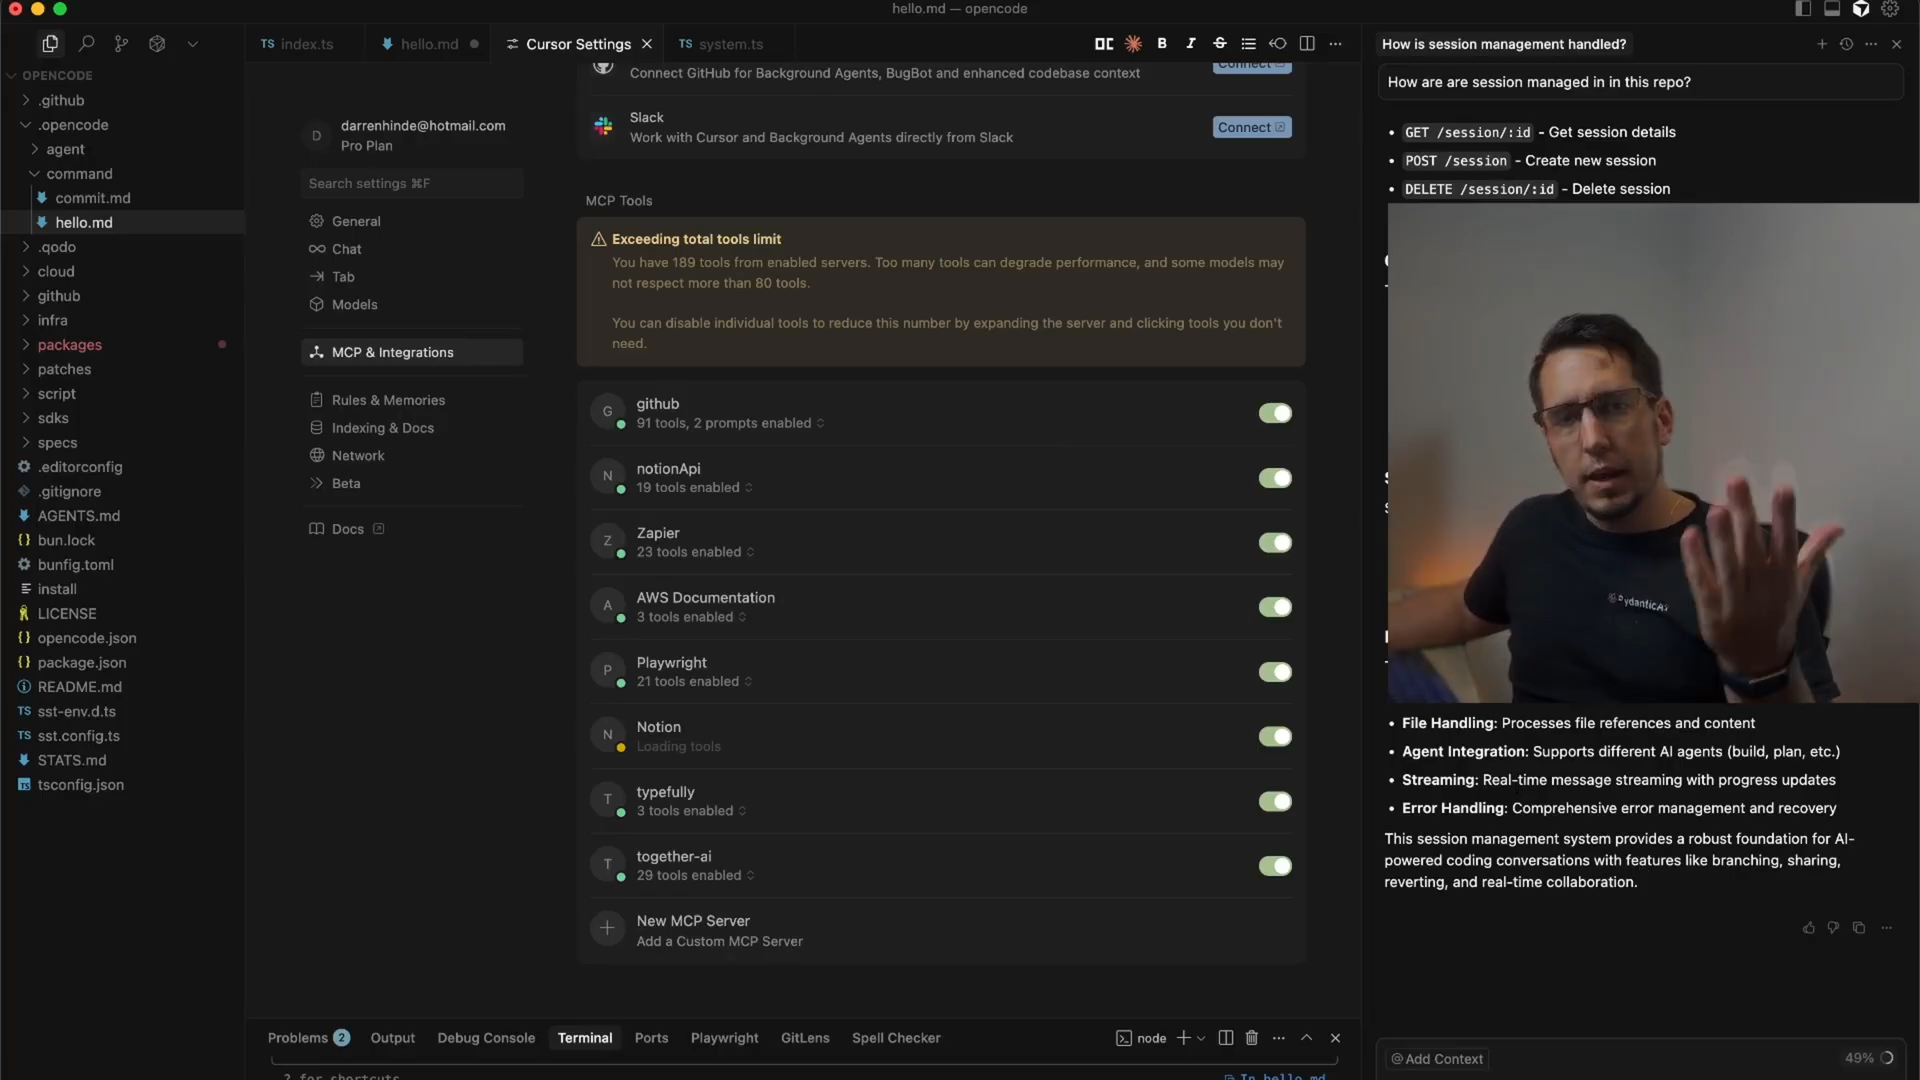 hello.md — opencode
OPENCODE
.github
.opencode
agent
command
commit.md
hello.md
.qodo
cloud
github
infra
packages
patches
script
sdks
specs
.editorconfig
.gitignore
AGENTS.md
bun.lock
bunfig.toml
install
LICENSE
opencode.json
package.json
README.md
sst-env.d.ts
sst.config.ts
STATS.md
tsconfig.json
TS index.ts
hello.md
Cursor Settings
TS system.ts
D
darrenhinde@hotmail.com
Pro Plan
Search settings ⌘F
General
Chat
Tab
Models
MCP & Integrations
Rules & Memories
Indexing & Docs
Network
Beta
Docs
Connect GitHub for Background Agents, BugBot and enhanced codebase context
Connect
Slack
Work with Cursor and Background Agents directly from Slack
Connect
MCP Tools
Exceeding total tools limit
You have 189 tools from enabled servers. Too many tools can degrade performance, and some models may
not respect more than 80 tools.
You can disable individual tools to reduce this number by expanding the server and clicking tools you don't
need.
G
github
91 tools, 2 prompts enabled
N
notionApi
19 tools enabled
Z
Zapier
23 tools enabled
A
AWS Documentation
3 tools enabled
P
Playwright
21 tools enabled
N
Notion
Loading tools
T
typefully
3 tools enabled
T
together-ai
29 tools enabled
New MCP Server
Add a Custom MCP Server
Problems 2 Output Debug Console Terminal Ports Playwright GitLens Spell Checker
node
? for shortcuts
In hello.md
How is session management handled?
How are are session managed in in this repo?
• GET /session/:id - Get session details
• POST /session - Create new session
• DELETE /session/:id - Delete session
• File Handling: Processes file references and content
• Agent Integration: Supports different AI agents (build, plan, etc.)
• Streaming: Real-time message streaming with progress updates
• Error Handling: Comprehensive error management and recovery
This session management system provides a robust foundation for AI-
powered coding conversations with features like branching, sharing,
reverting, and real-time collaboration.
@ Add Context
49%